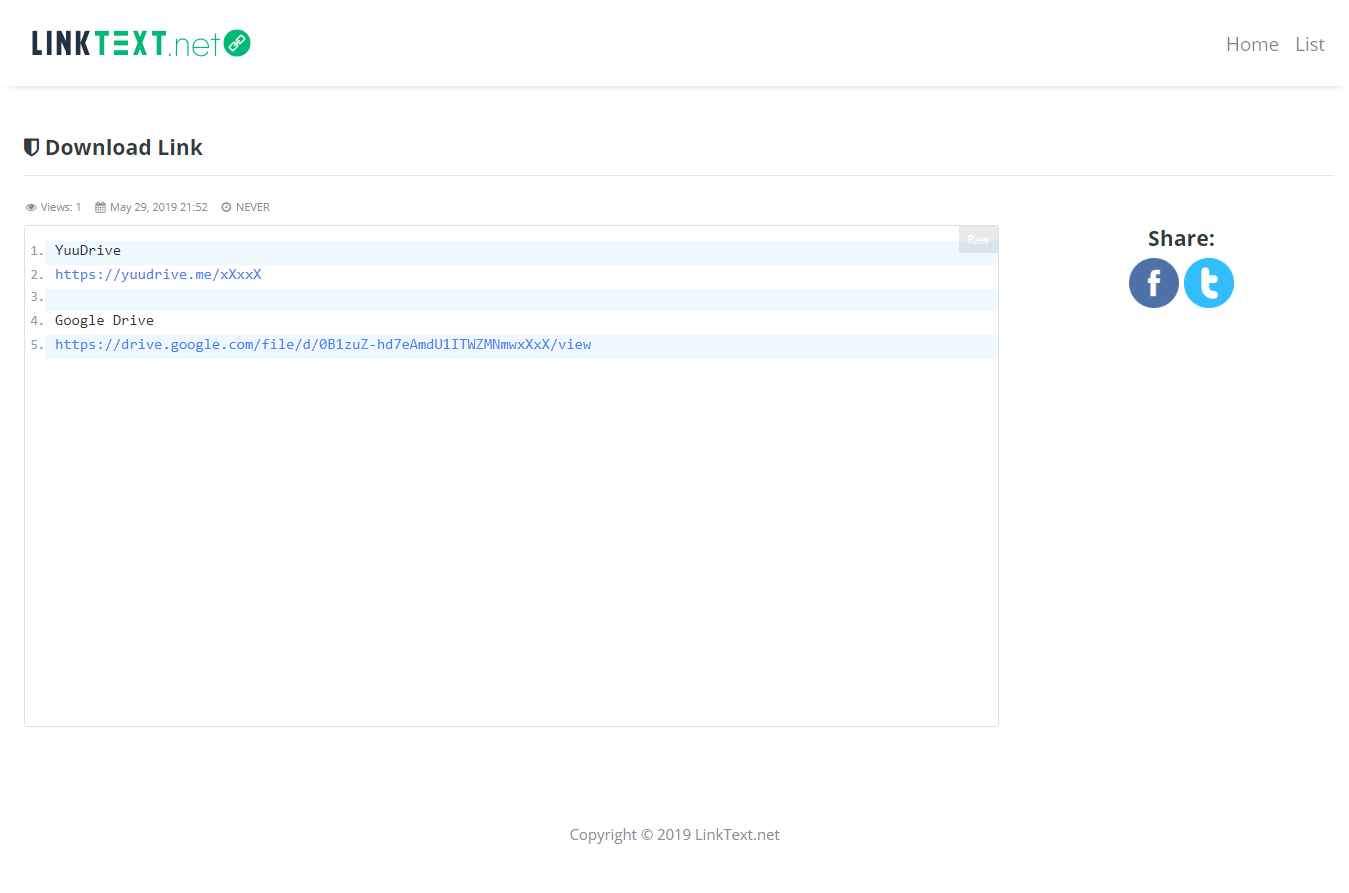 LINKTEXT.net
Home List
Download Link
Views: 1 May 29, 2019 21:52 NEVER
Raw
1. YuuDrive
2. https://yuudrive.me/xXxxX
3.
4. Google Drive
5. https://drive.google.com/file/d/0B1zuZ-hd7eAmdU1ITWZMNmwxXxX/view
Share:
f t
Copyright © 2019 LinkText.net